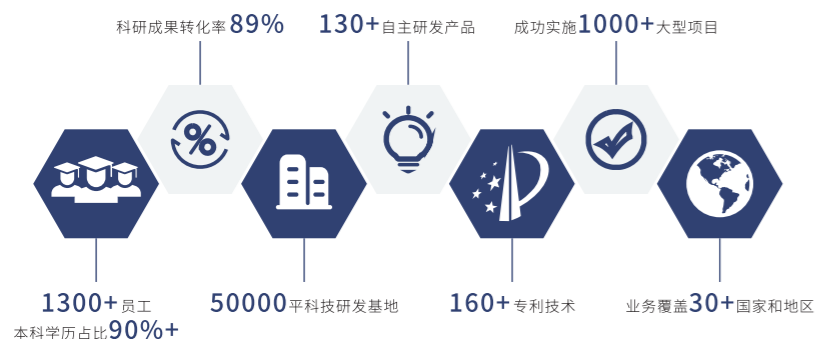 科研成果转化率89%
130+自主研发产品
成功实施1000+大型项目
1300+员工
本科学历占比90%+
50000平科技研发基地
160+专利技术
业务覆盖30+国家和地区